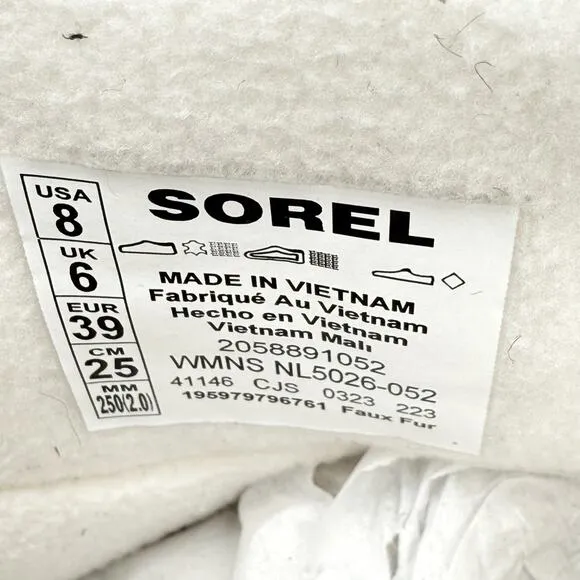 USA
8
UK
6
EUR
39
CM
25
MM
250(2.0)
SOREL
MADE IN VIETNAM
Fabriqué Au Vietnam
Hecho en Vietnam
Vietnam Malı
2058891052
WMNS NL5026-052
41146 CJS 0323 223
195979796761 Faux Fur